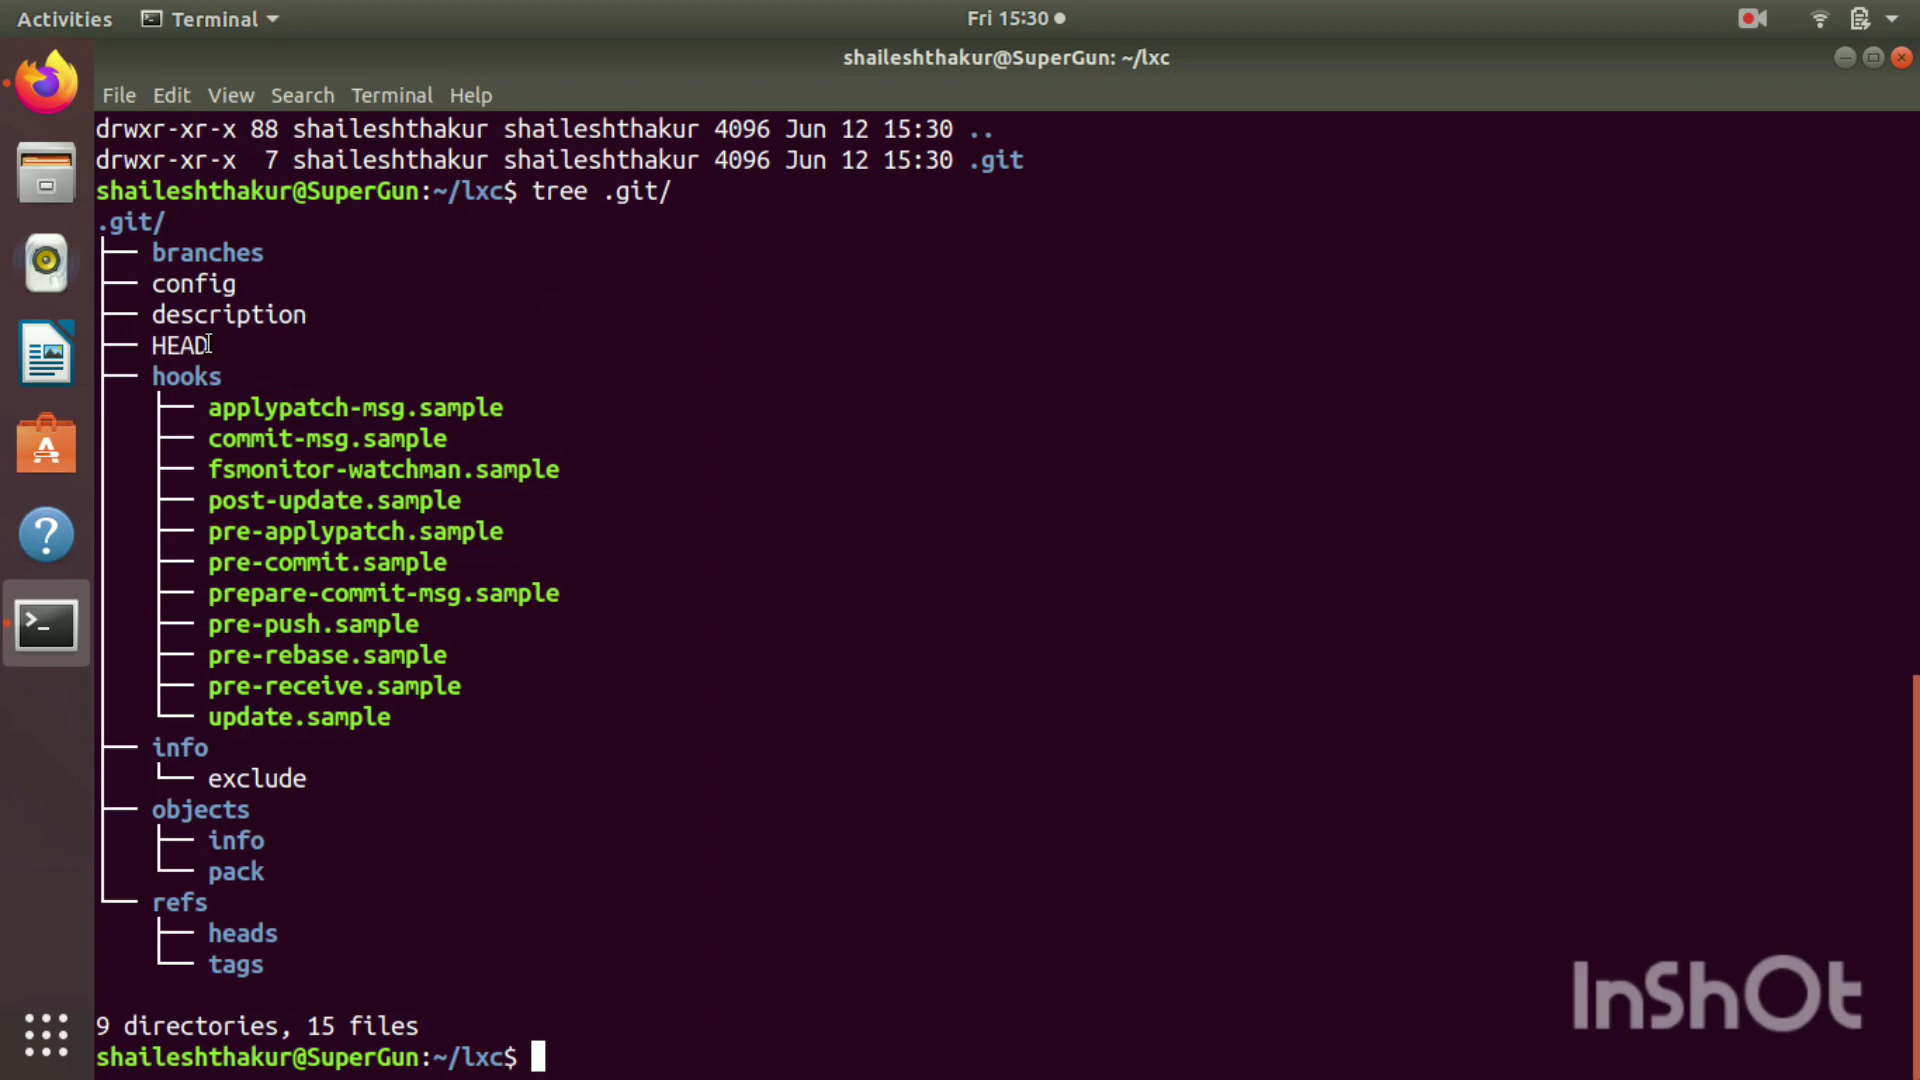 Activities Terminal Fri 15:30
shaileshthakur@SuperGun: ~/lxc
File Edit View Search Terminal Help
drwxr-xr-x 88 shaileshthakur shaileshthakur 4096 Jun 12 15:30 ..
drwxr-xr-x  7 shaileshthakur shaileshthakur 4096 Jun 12 15:30 .git
shaileshthakur@SuperGun:~/lxc$ tree .git/
.git/
├── branches
├── config
├── description
├── HEAD
├── hooks
│   ├── applypatch-msg.sample
│   ├── commit-msg.sample
│   ├── fsmonitor-watchman.sample
│   ├── post-update.sample
│   ├── pre-applypatch.sample
│   ├── pre-commit.sample
│   ├── prepare-commit-msg.sample
│   ├── pre-push.sample
│   ├── pre-rebase.sample
│   ├── pre-receive.sample
│   └── update.sample
├── info
│   └── exclude
├── objects
│   ├── info
│   └── pack
└── refs
    ├── heads
    └── tags
9 directories, 15 files
shaileshthakur@SuperGun:~/lxc$
InShOt